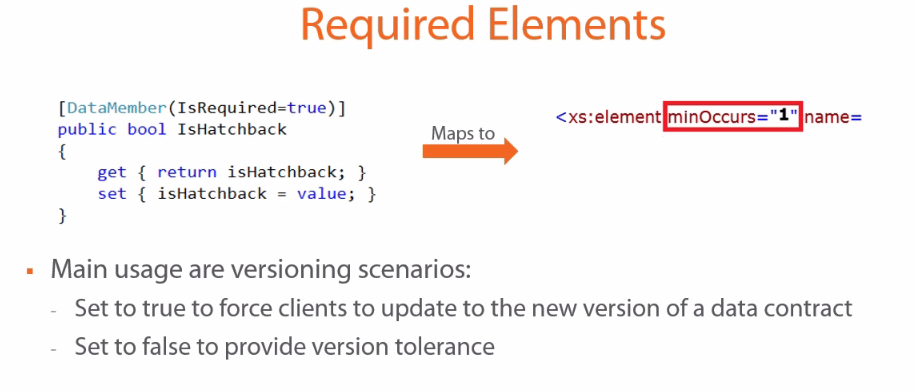 Required Elements
[DataMember(IsRequired=true)]
public bool IsHatchback
{
get { return isHatchback; }
set { isHatchback = value; }
}
Maps to
<xs:element minOccurs="1" name=
Main usage are versioning scenarios:
- Set to true to force clients to update to the new version of a data contract
- Set to false to provide version tolerance